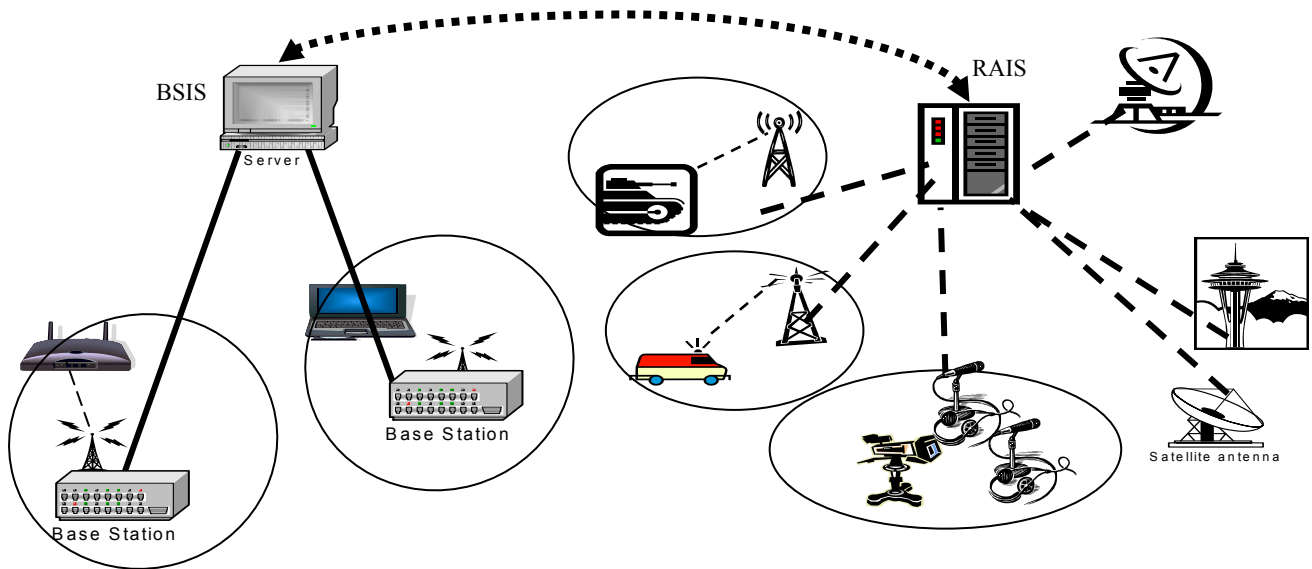 BSIS
RAIS
Server
Base Station
Base Station
Satellite antenna